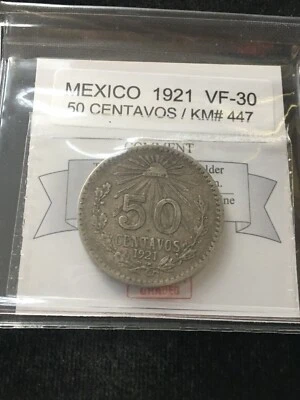 MEXICO 1921 VF-30
50 CENTAVOS / KM# 447
COMMENT
50
CENTAVOS
1921